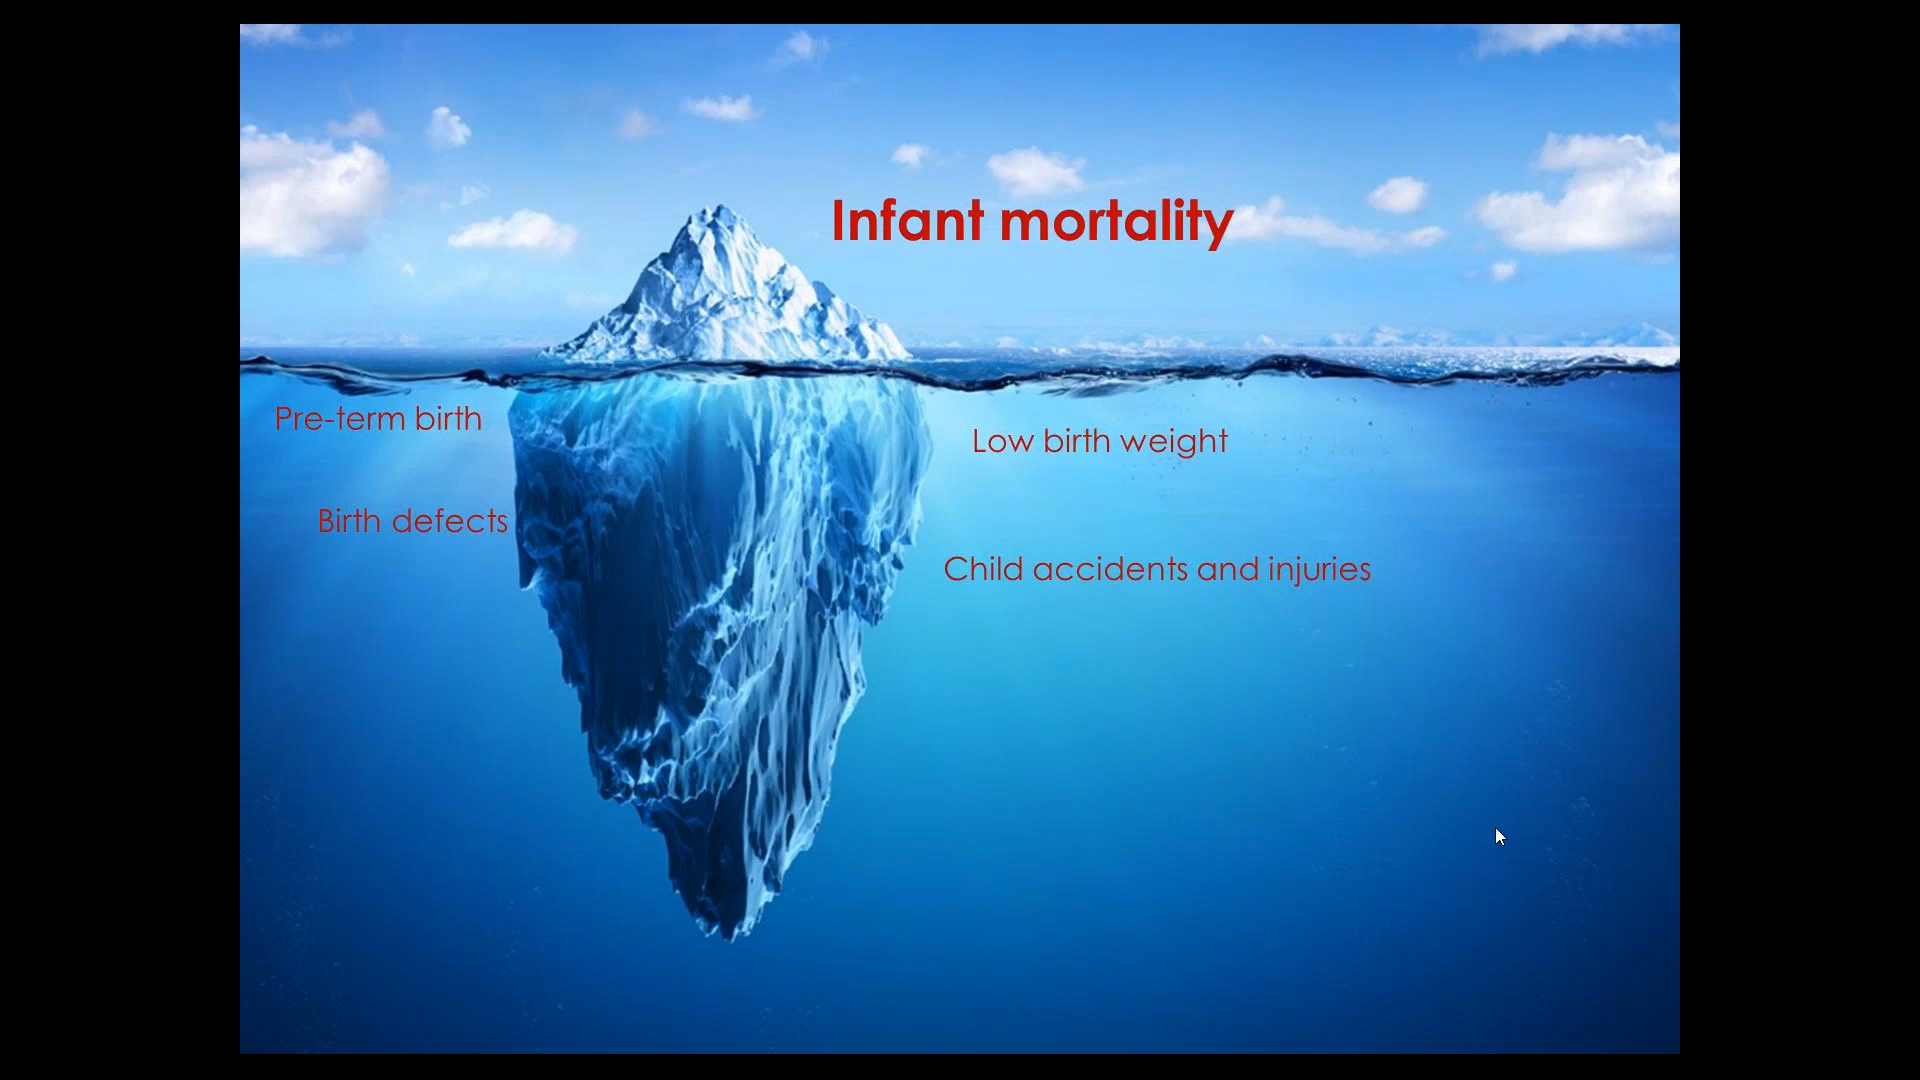 Infant mortality
Pre-term birth
Low birth weight
Birth defects
Child accidents and injuries